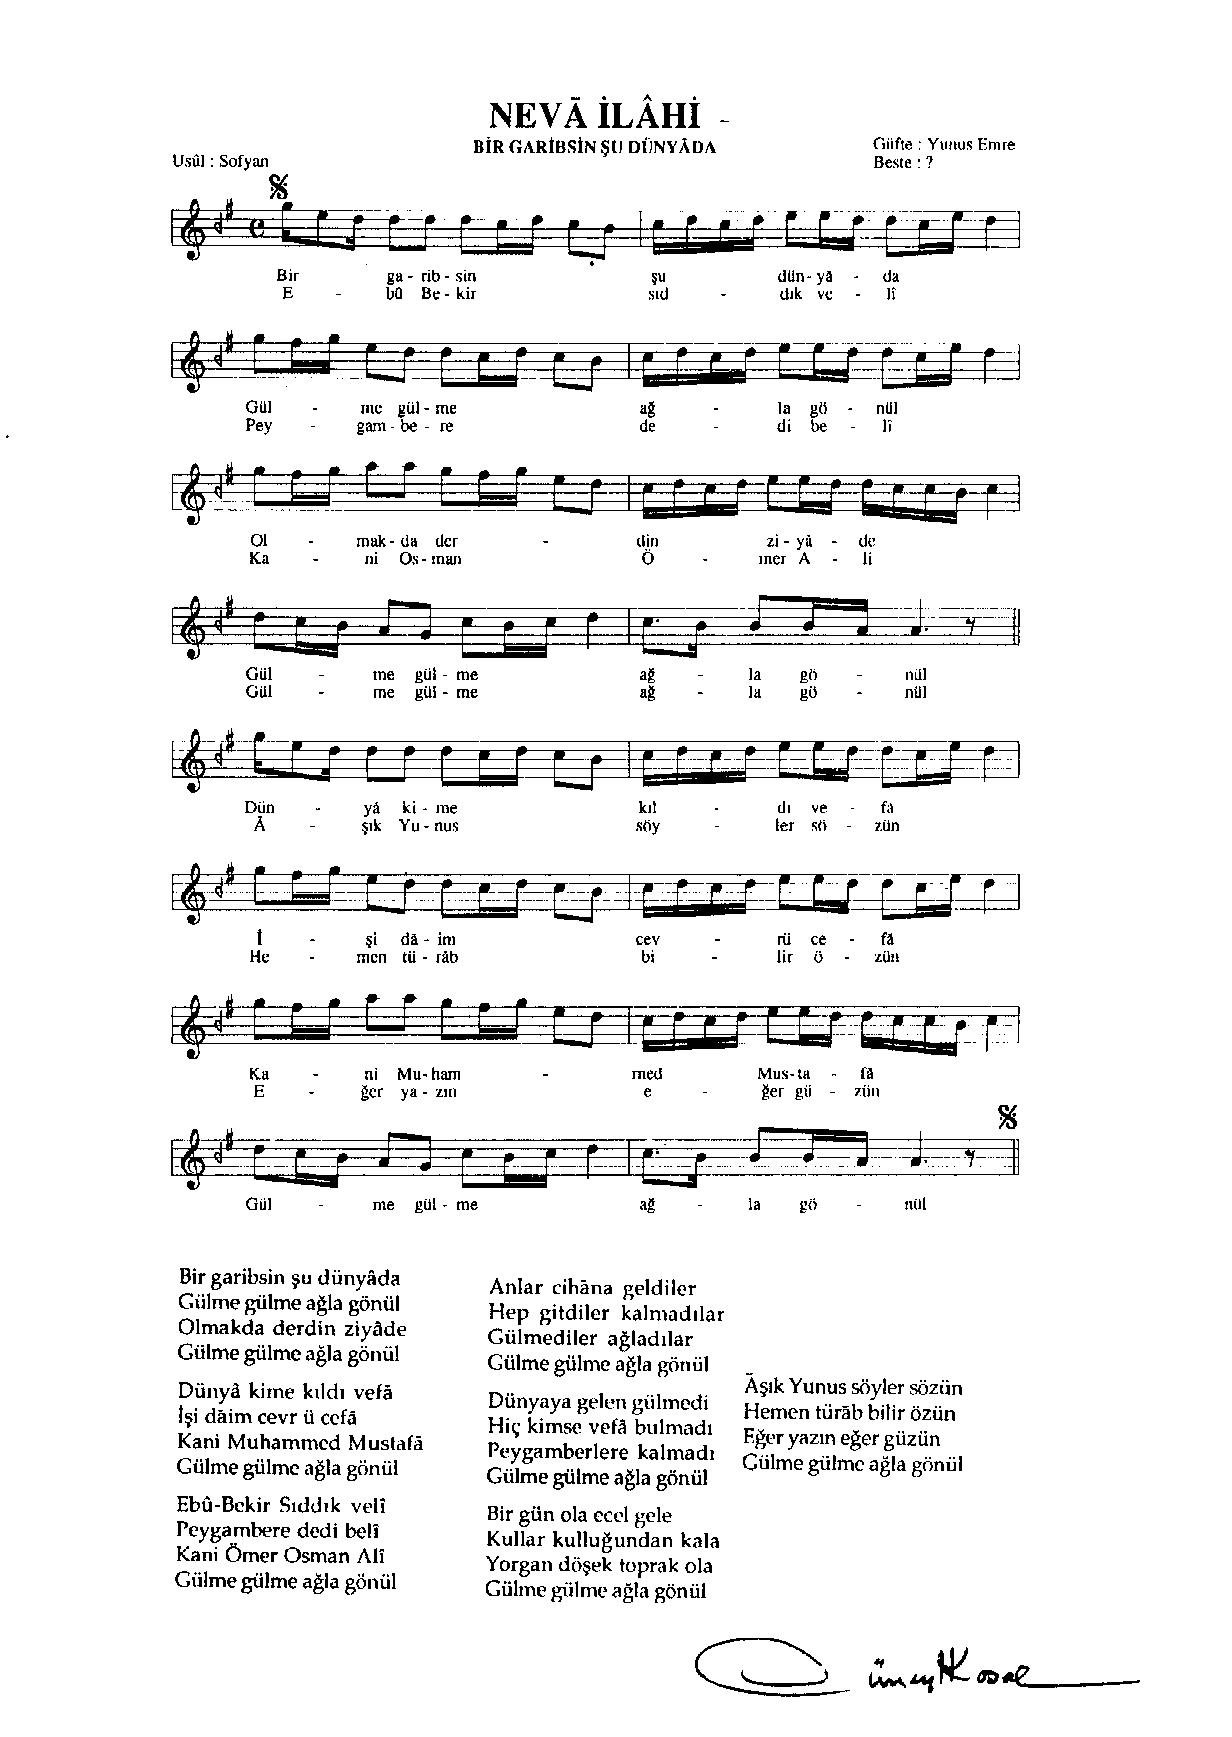 NEVĀ İLÂHİ -
BİR GARİBSİN ŞU DÜNYÂDA
Güfte : Yunus Emre
Usûl : Sofyan
Beste : ?
Bir ga - rib - sin şu dün - yâ - da
E - bû Be - kir sıd - dık ve - lî
Gül - me gül - me ağ - la gö - nül
Pey - gam - be - re de - di be - lî
Ol - mak - da der - din zi - yâ - de
Ka - ni Os - man Ö - mer A - li
Gül - me gül - me ağ - la gö - nül
Gül - me gül - me ağ - la gö - nül
Dün - yâ ki - me kıl - dı ve - fâ
Â - şık Yu - nus söy - ler sö - zün
İ - şi dâ - im cev - rü ce - fâ
He - men tü - râb bi - lir ö - zün
Ka - ni Mu - ham - med Mus - ta - fâ
E - ğer ya - zın e - ğer gü - zün
Gül - me gül - me ağ - la gö - nül
Bir garibsin şu dünyâda
Gülme gülme ağla gönül
Olmakda derdin ziyâde
Gülme gülme ağla gönül
Dünyâ kime kıldı vefâ
İşi dâim cevr ü cefâ
Kani Muhammed Mustafâ
Gülme gülme ağla gönül
Ebû-Bekir Sıddık velî
Peygambere dedi belî
Kani Ömer Osman Alî
Gülme gülme ağla gönül
Anlar cihâna geldiler
Hep gitdiler kalmadılar
Gülmediler ağladılar
Gülme gülme ağla gönül
Dünyaya gelen gülmedi
Hiç kimse vefâ bulmadı
Peygamberlere kalmadı
Gülme gülme ağla gönül
Bir gün ola ecel gele
Kullar kulluğundan kala
Yorgan döşek toprak ola
Gülme gülme ağla gönül
Āşık Yunus söyler sözün
Hemen türâb bilir özün
Eğer yazın eğer güzün
Gülme gülme ağla gönül
Cüneyt Kosal